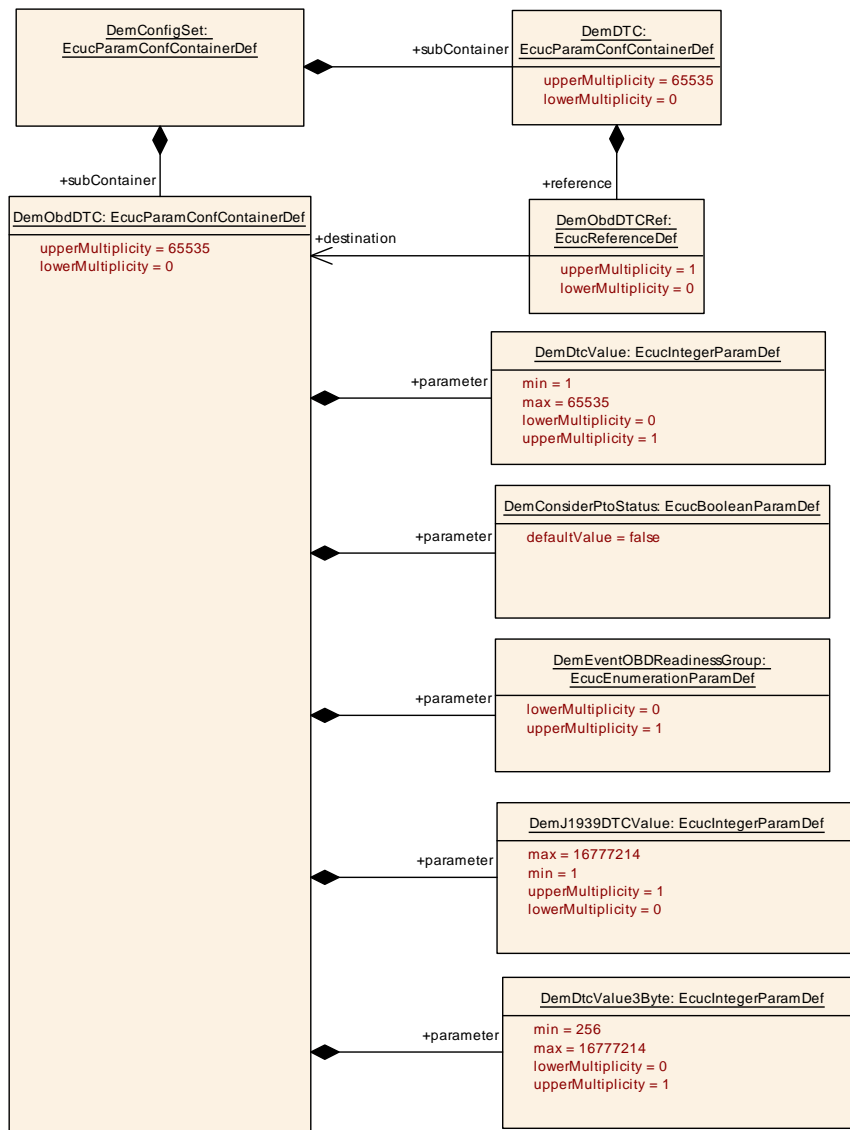 DemConfigSet:
EcucParamConfContainerDef
+subContainer
DemDTC:
EcucParamConfContainerDef
upperMultiplicity = 65535
lowerMultiplicity = 0
+subContainer
+reference
DemObdDTC: EcucParamConfContainerDef
upperMultiplicity = 65535
lowerMultiplicity = 0
+destination
DemObdDTCRef:
EcucReferenceDef
upperMultiplicity = 1
lowerMultiplicity = 0
+parameter
DemDtcValue: EcucIntegerParamDef
min = 1
max = 65535
lowerMultiplicity = 0
upperMultiplicity = 1
+parameter
DemConsiderPtoStatus: EcucBooleanParamDef
defaultValue = false
+parameter
DemEventOBDReadinessGroup:
EcucEnumerationParamDef
lowerMultiplicity = 0
upperMultiplicity = 1
+parameter
DemJ1939DTCValue: EcucIntegerParamDef
max = 16777214
min = 1
upperMultiplicity = 1
lowerMultiplicity = 0
+parameter
DemDtcValue3Byte: EcucIntegerParamDef
min = 256
max = 16777214
lowerMultiplicity = 0
upperMultiplicity = 1